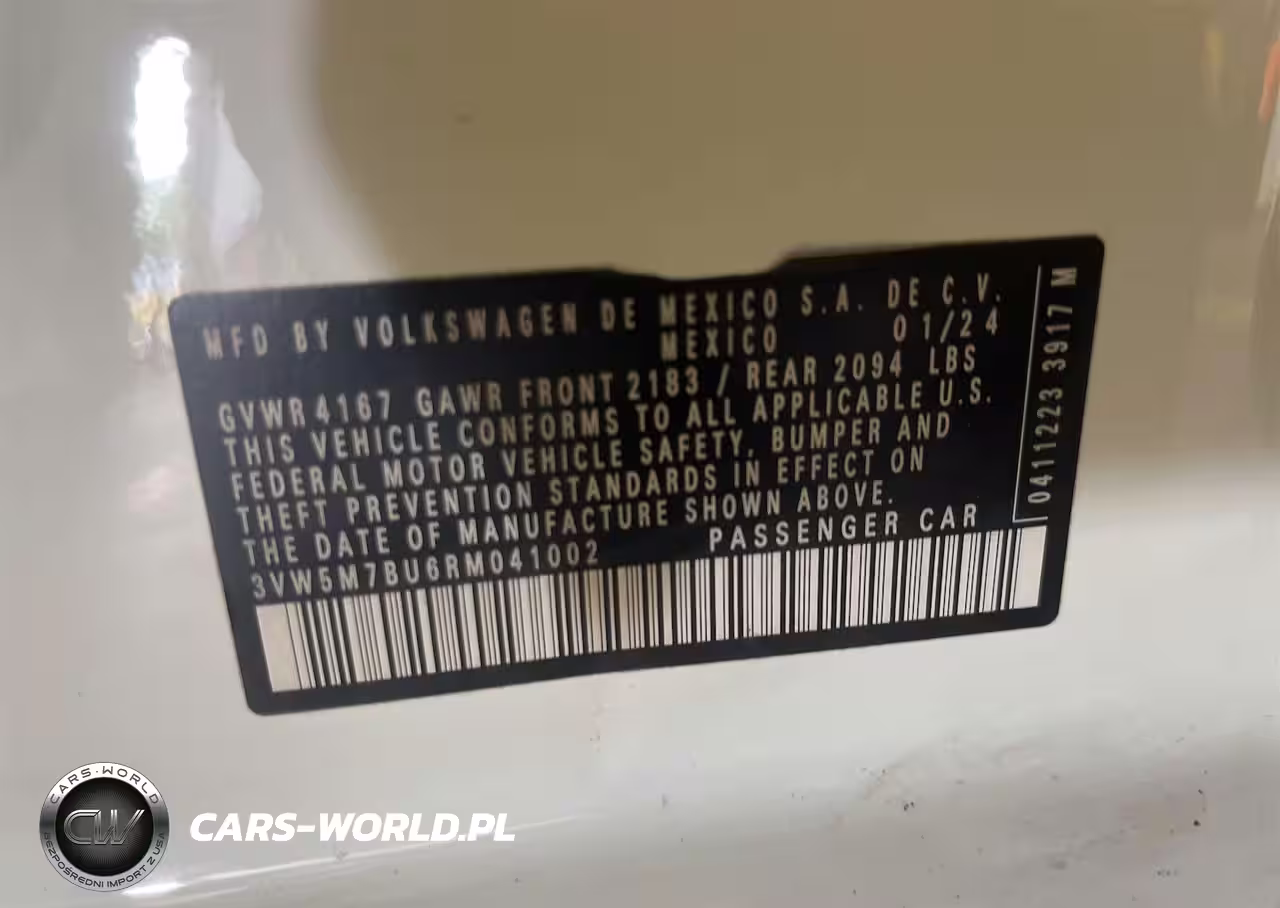 MFD BY VOLKSWAGEN DE MEXICO S.A. DE C.V.
MEXICO 01/24
GVWR 4167 GAWR FRONT 2183 / REAR 2094 LBS
THIS VEHICLE CONFORMS TO ALL APPLICABLE U.S.
FEDERAL MOTOR VEHICLE SAFETY, BUMPER AND
THEFT PREVENTION STANDARDS IN EFFECT ON
THE DATE OF MANUFACTURE SHOWN ABOVE.
3VW5M7BU6RM041002 PASSENGER CAR
0411223 3917 M
CARS-WORLD
CW
BEZPOŚREDNI IMPORT Z USA
CARS-WORLD.PL